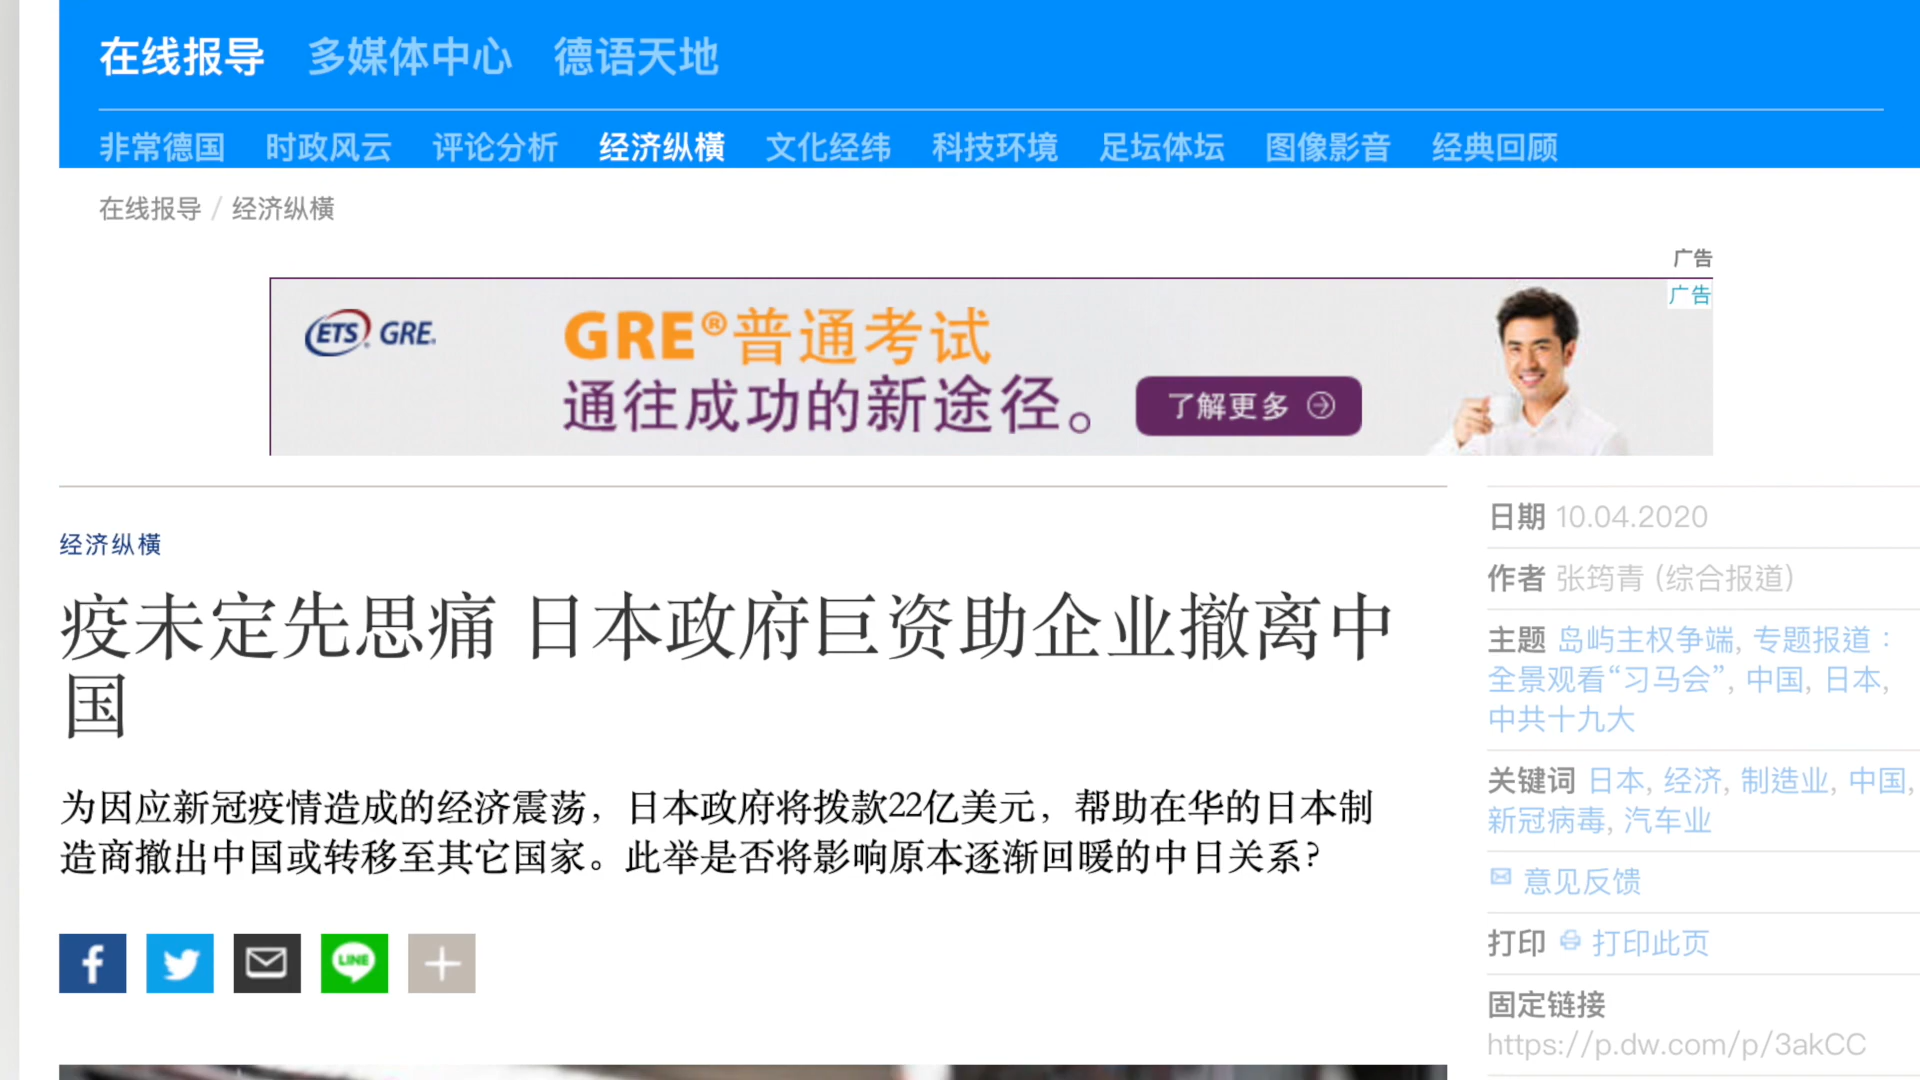 在线报导 多媒体中心 德语天地
非常德国 时政风云 评论分析 经济纵横 文化经纬 科技环境 足坛体坛 图像影音 经典回顾
在线报导 / 经济纵横
广告
广告
ETS GRE.
GRE®普通考试
通往成功的新途径。
了解更多
经济纵横
疫未定先思痛 日本政府巨资助企业撤离中
国
为因应新冠疫情造成的经济震荡，日本政府将拨款22亿美元，帮助在华的日本制
造商撤出中国或转移至其它国家。此举是否将影响原本逐渐回暖的中日关系？
LINE
日期 10.04.2020
作者 张筠青 (综合报道)
主题 岛屿主权争端, 专题报道：
全景观看“习马会”, 中国, 日本,
中共十九大
关键词 日本, 经济, 制造业, 中国,
新冠病毒, 汽车业
意见反馈
打印 打印此页
固定链接
https://p.dw.com/p/3akCC